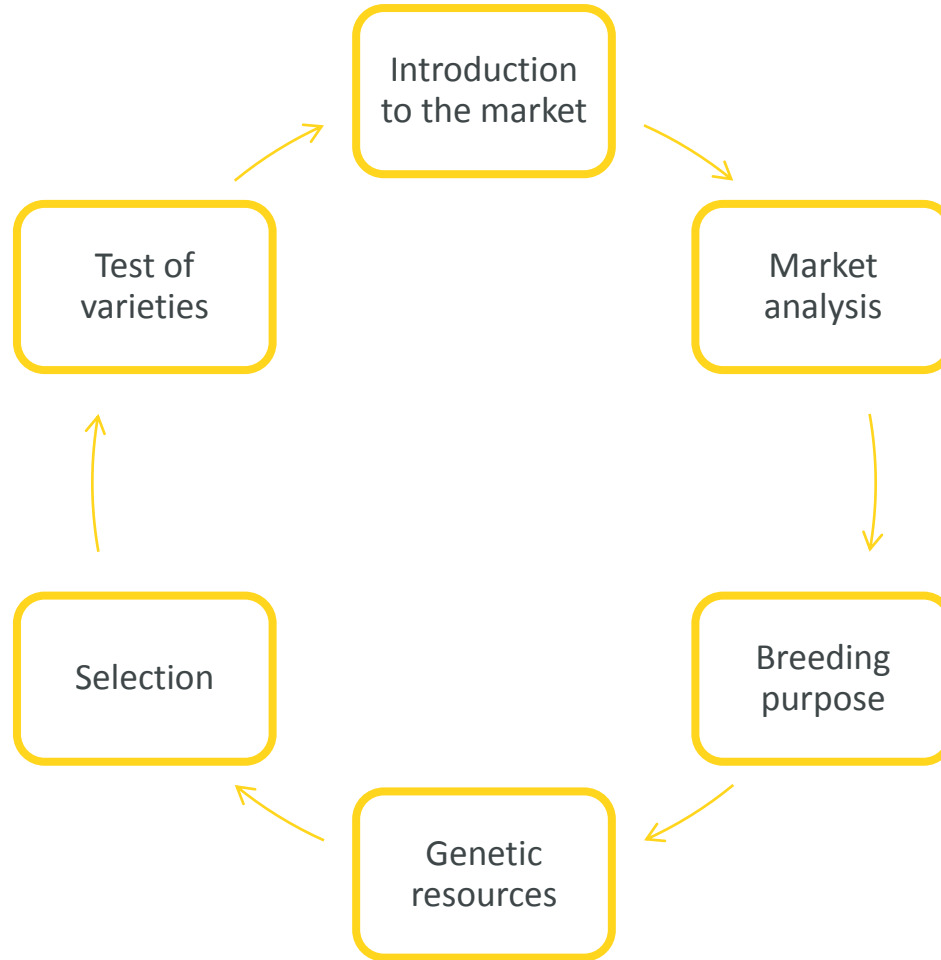 Introduction
to the market
Market
analysis
Breeding
purpose
Genetic
resources
Selection
Test of
varieties